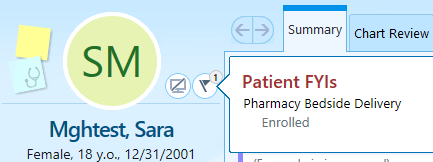 Summary
Chart Review
SM
1
Patient FYIs
Pharmacy Bedside Delivery
Enrolled
Mghtest, Sara
Female, 18 y.o., 12/31/2001